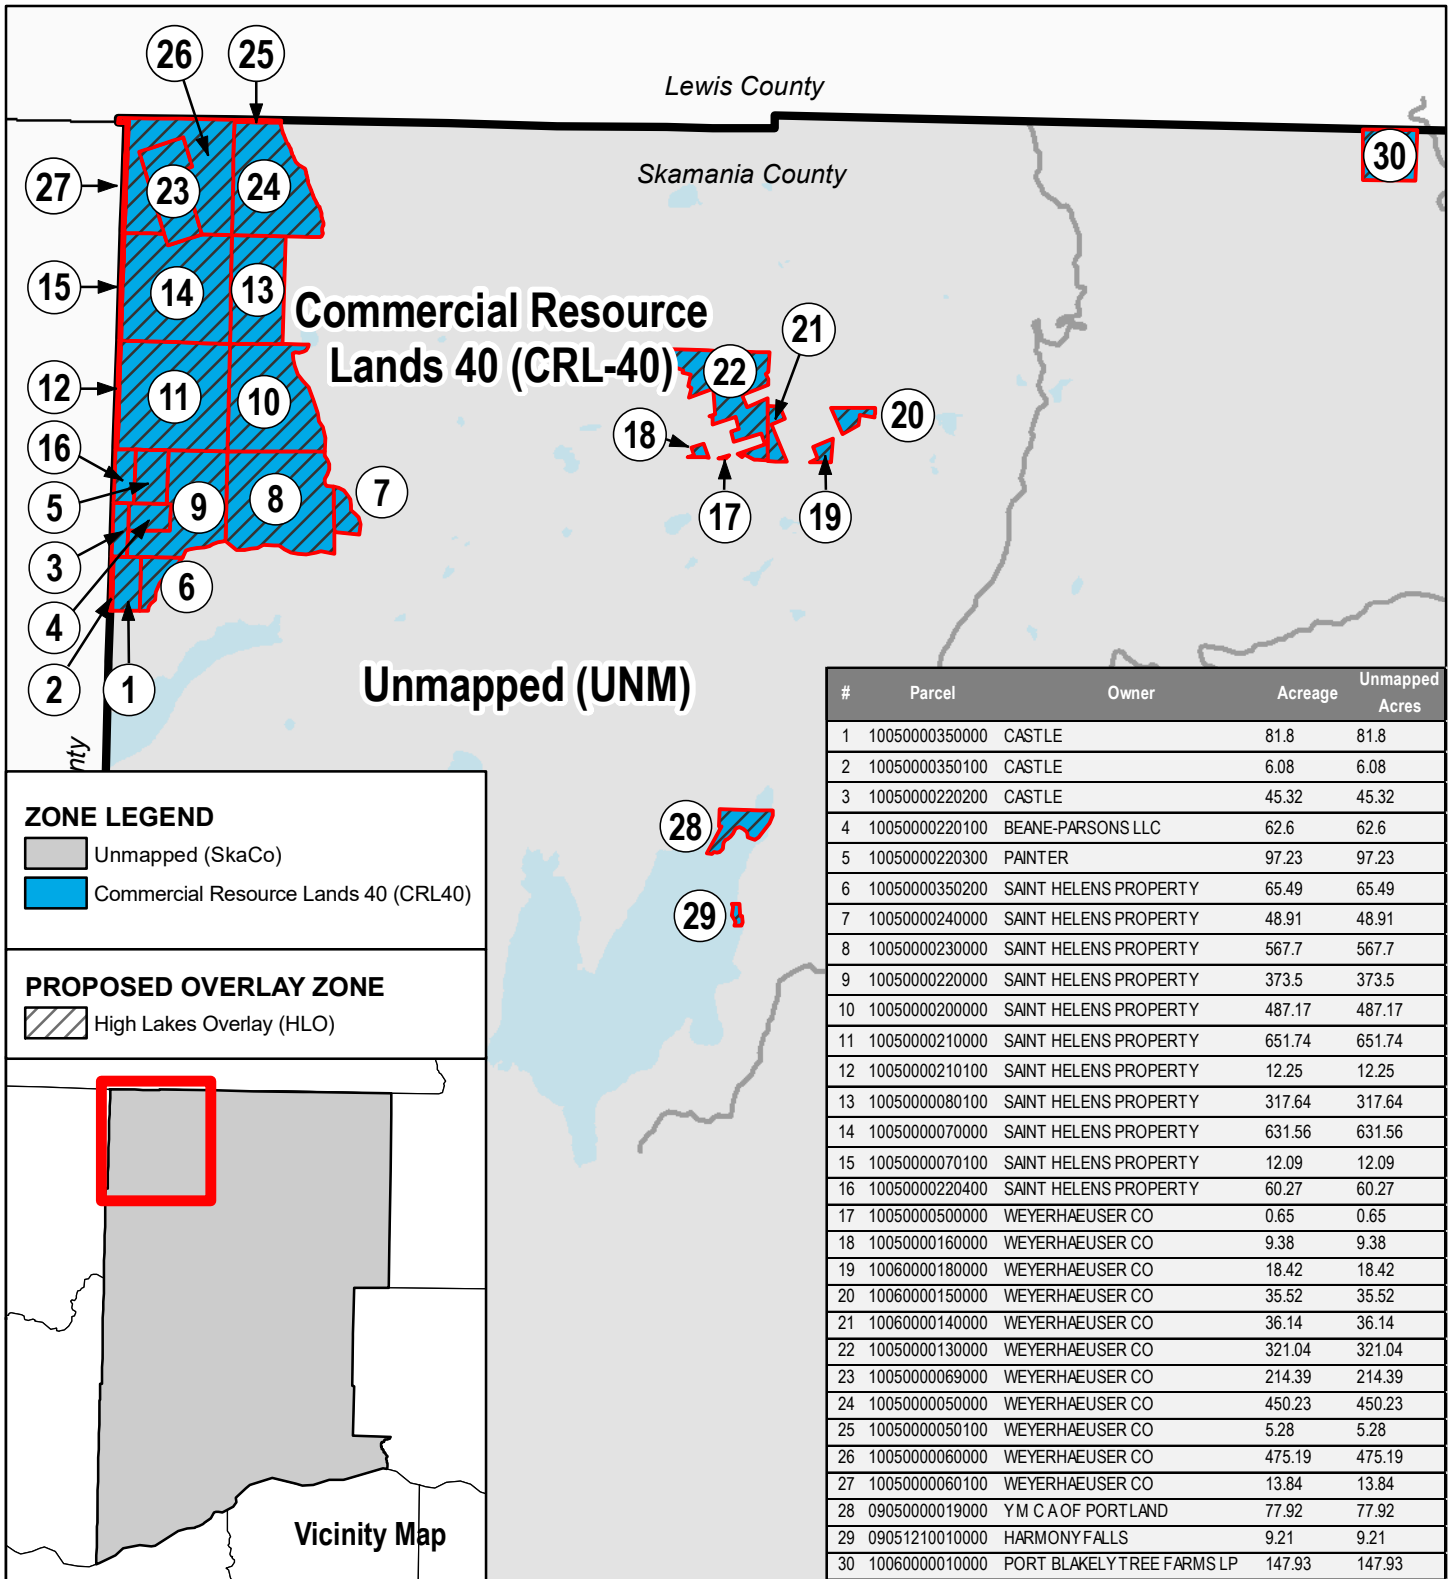 26
25
Lewis County
Skamania County
30
27
23
24
15
14
13
Commercial Resource
Lands 40 (CRL-40)
21
22
12
11
10
20
18
16
5
9
8
7
17
19
3
6
4
2
1
Unmapped (UNM)
nty
28
29
ZONE LEGEND
Unmapped (SkaCo)
Commercial Resource Lands 40 (CRL40)
PROPOSED OVERLAY ZONE
High Lakes Overlay (HLO)
Vicinity Map
# Parcel Owner Acreage Unmapped Acres
1 10050000350000 CASTLE 81.8 81.8
2 10050000350100 CASTLE 6.08 6.08
3 10050000220200 CASTLE 45.32 45.32
4 10050000220100 BEANE-PARSONS LLC 62.6 62.6
5 10050000220300 PAINTER 97.23 97.23
6 10050000350200 SAINT HELENS PROPERTY 65.49 65.49
7 10050000240000 SAINT HELENS PROPERTY 48.91 48.91
8 10050000230000 SAINT HELENS PROPERTY 567.7 567.7
9 10050000220000 SAINT HELENS PROPERTY 373.5 373.5
10 10050000200000 SAINT HELENS PROPERTY 487.17 487.17
11 10050000210000 SAINT HELENS PROPERTY 651.74 651.74
12 10050000210100 SAINT HELENS PROPERTY 12.25 12.25
13 10050000080100 SAINT HELENS PROPERTY 317.64 317.64
14 10050000070000 SAINT HELENS PROPERTY 631.56 631.56
15 10050000070100 SAINT HELENS PROPERTY 12.09 12.09
16 10050000220400 SAINT HELENS PROPERTY 60.27 60.27
17 10050000500000 WEYERHAEUSER CO 0.65 0.65
18 10050000160000 WEYERHAEUSER CO 9.38 9.38
19 10060000180000 WEYERHAEUSER CO 18.42 18.42
20 10060000150000 WEYERHAEUSER CO 35.52 35.52
21 10060000140000 WEYERHAEUSER CO 36.14 36.14
22 10050000130000 WEYERHAEUSER CO 321.04 321.04
23 10050000069000 WEYERHAEUSER CO 214.39 214.39
24 10050000050000 WEYERHAEUSER CO 450.23 450.23
25 10050000050100 WEYERHAEUSER CO 5.28 5.28
26 10050000060000 WEYERHAEUSER CO 475.19 475.19
27 10050000060100 WEYERHAEUSER CO 13.84 13.84
28 09050000019000 Y M C A OF PORTLAND 77.92 77.92
29 09051210010000 HARMONY FALLS 9.21 9.21
30 10060000010000 PORT BLAKELY TREE FARMS LP 147.93 147.93